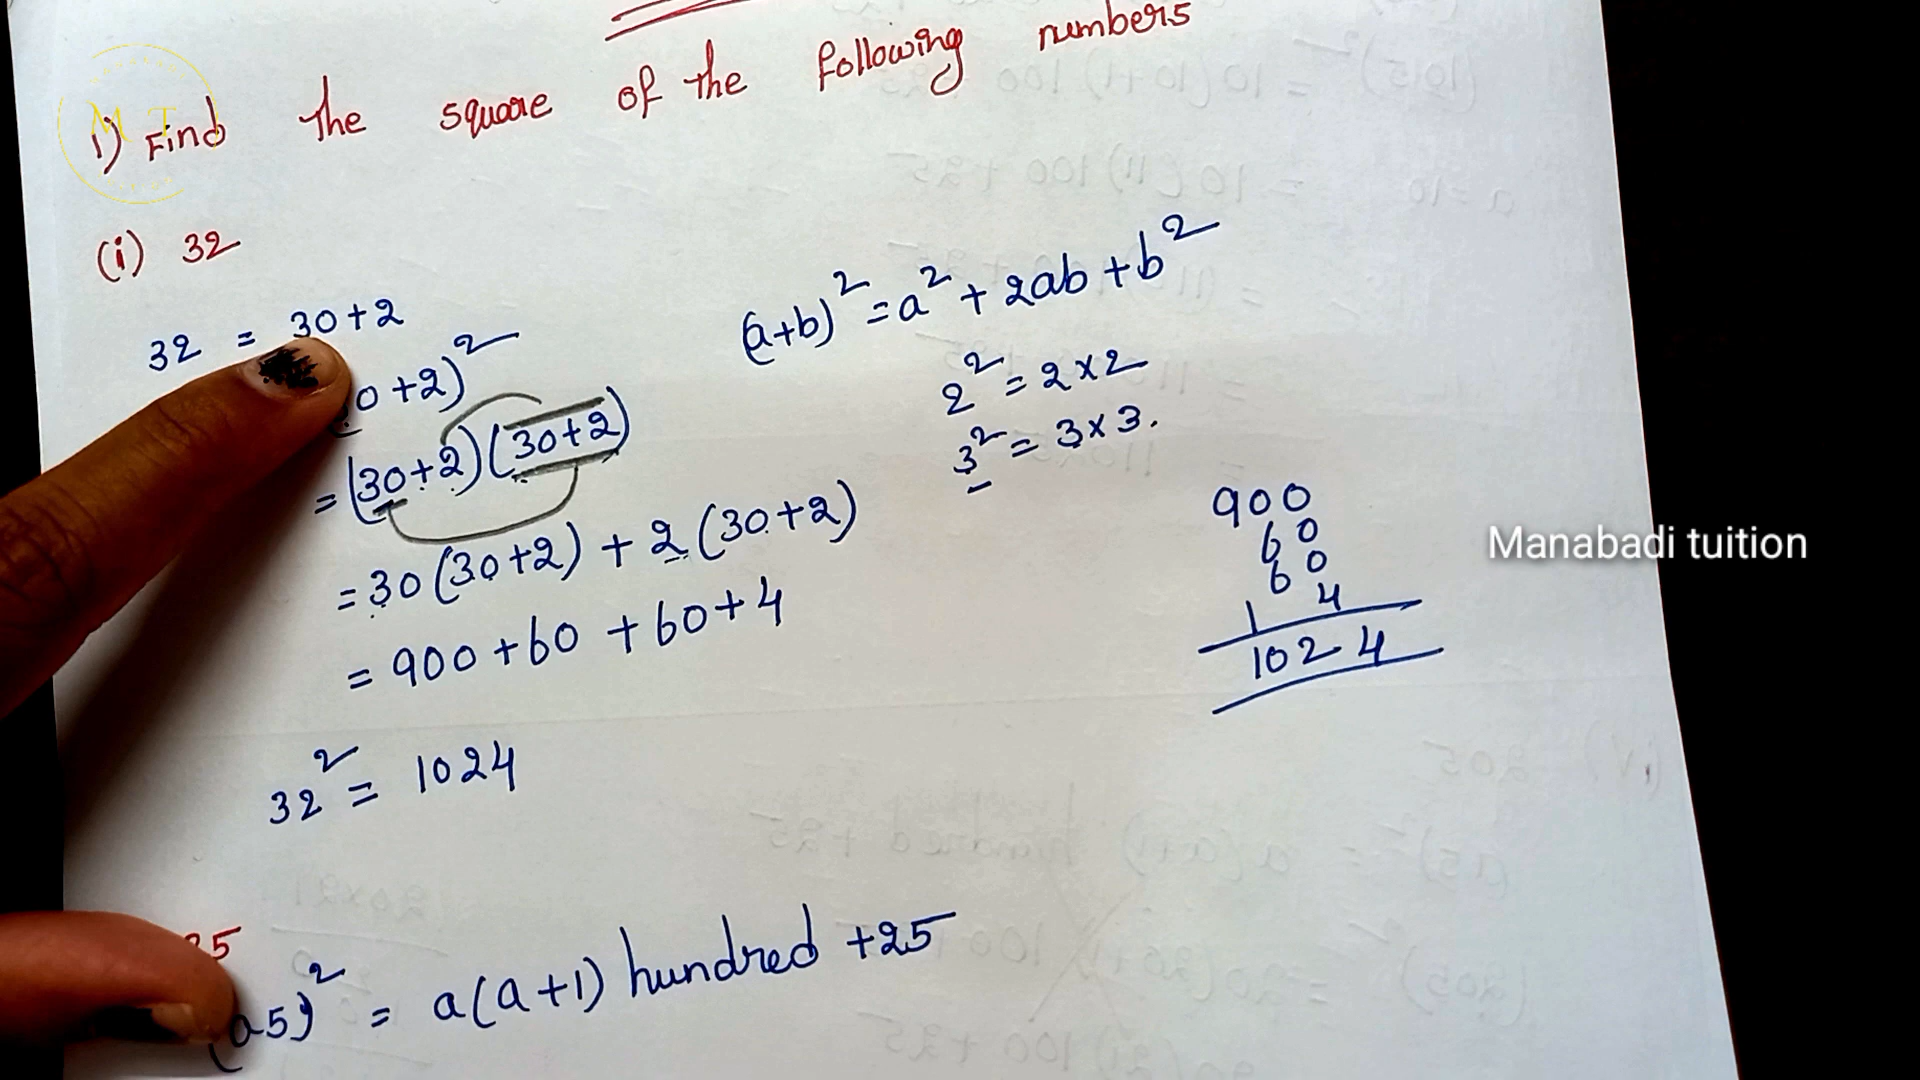 1) Find the square of the following numbers
(i) 32
32 = 30+2
0+2)²
= (30+2)(30+2)
= 30(30+2) + 2(30+2)
= 900+60 +60+4
32² = 1024
(a+b)² = a² + 2ab + b²
2² = 2×2
3² = 3×3.
900
60
60
1 4
1024
Manabadi tuition
M T
5
(a5)² = a(a+1) hundred +25